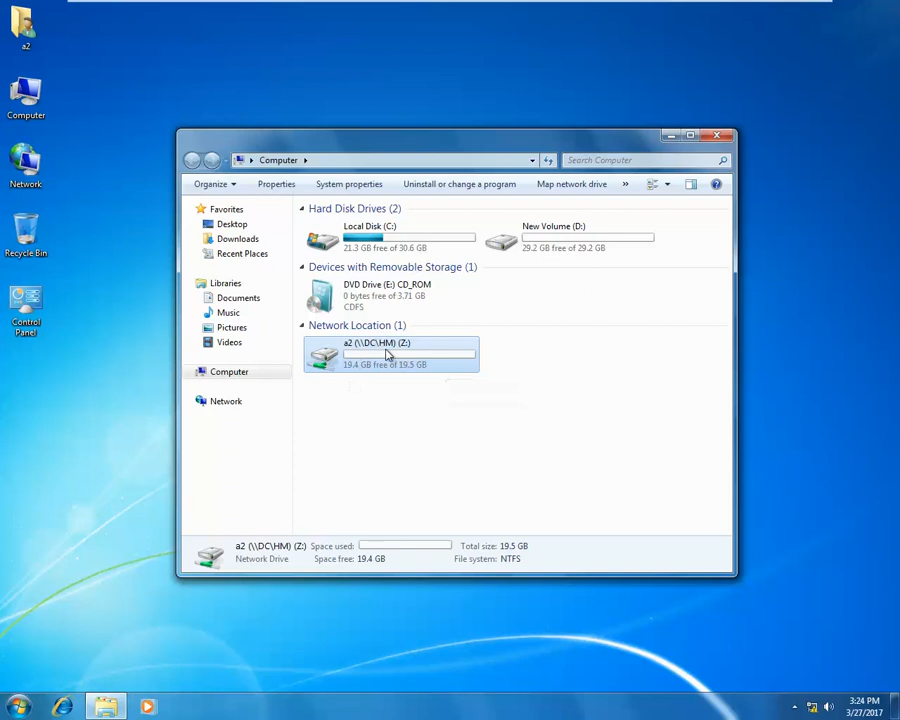 a2
Computer
Network
Recycle Bin
Control
Panel
Computer
Search Computer
Organize
Properties
System properties
Uninstall or change a program
Map network drive
»
Favorites
Desktop
Downloads
Recent Places
Libraries
Documents
Music
Pictures
Videos
Computer
Network
Hard Disk Drives (2)
Local Disk (C:)
21.3 GB free of 30.6 GB
New Volume (D:)
29.2 GB free of 29.2 GB
Devices with Removable Storage (1)
DVD Drive (E:) CD_ROM
0 bytes free of 3.71 GB
CDFS
Network Location (1)
a2 (\\DC\HM) (Z:)
19.4 GB free of 19.5 GB
a2 (\\DC\HM) (Z:) Space used: Total size: 19.5 GB
Network Drive Space free: 19.4 GB File system: NTFS
3:24 PM
3/27/2017